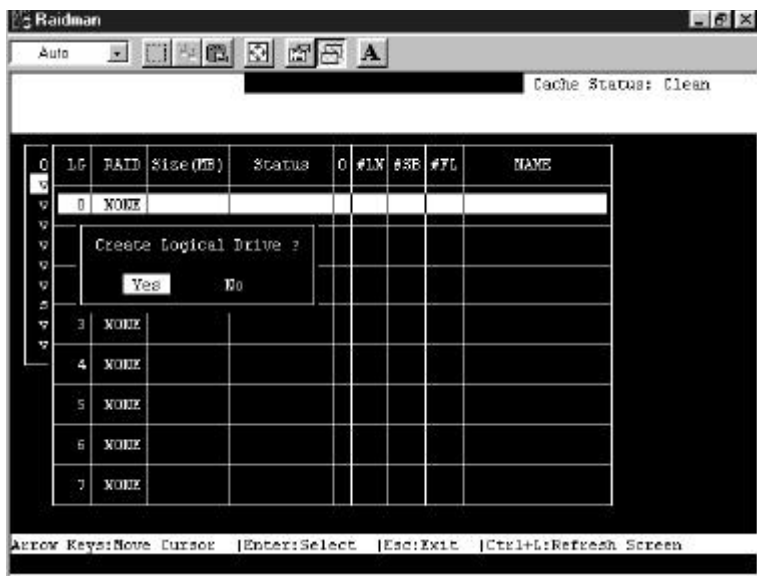 Raidman
Auto
A
Cache Status: Clean
0 LG RAID Size(MB) Status 0 #LN #SB #FL NAME
0 NONE
Create Logical Drive ?
Yes No
3 NONE
4 NONE
5 NONE
6 NONE
7 NONE
Arrow Keys:Move Cursor |Enter:Select |Esc:Exit |Ctrl+L:Refresh Screen